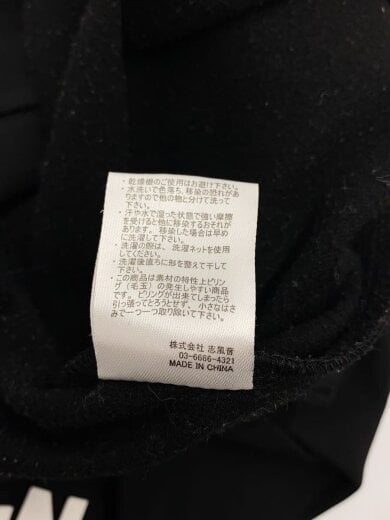 ・乾燥機のご使用はお避け下さい。
・水洗いで色落ち、移染の恐れがあ
りますので他の物と分けて洗って
下さい。
・汗や水で湿った状態で強い摩擦
を受けると他に移染するおそれが
あります。 移染した場合は早め
に洗濯して下さい。
・洗濯の際は、洗濯ネットを使用
してください。
・洗濯後直ちに形を整えて干して
下さい。
・この商品は素材の特性上ピリン
グ(毛玉)の発生しやすい商品
です。ピリングが出来てしまったら
引っ張ってとろうとせず、小さなはさ
みで一つ一つ取り除いて下さい。
株式会社 志風音
03-6666-4321
MADE IN CHINA